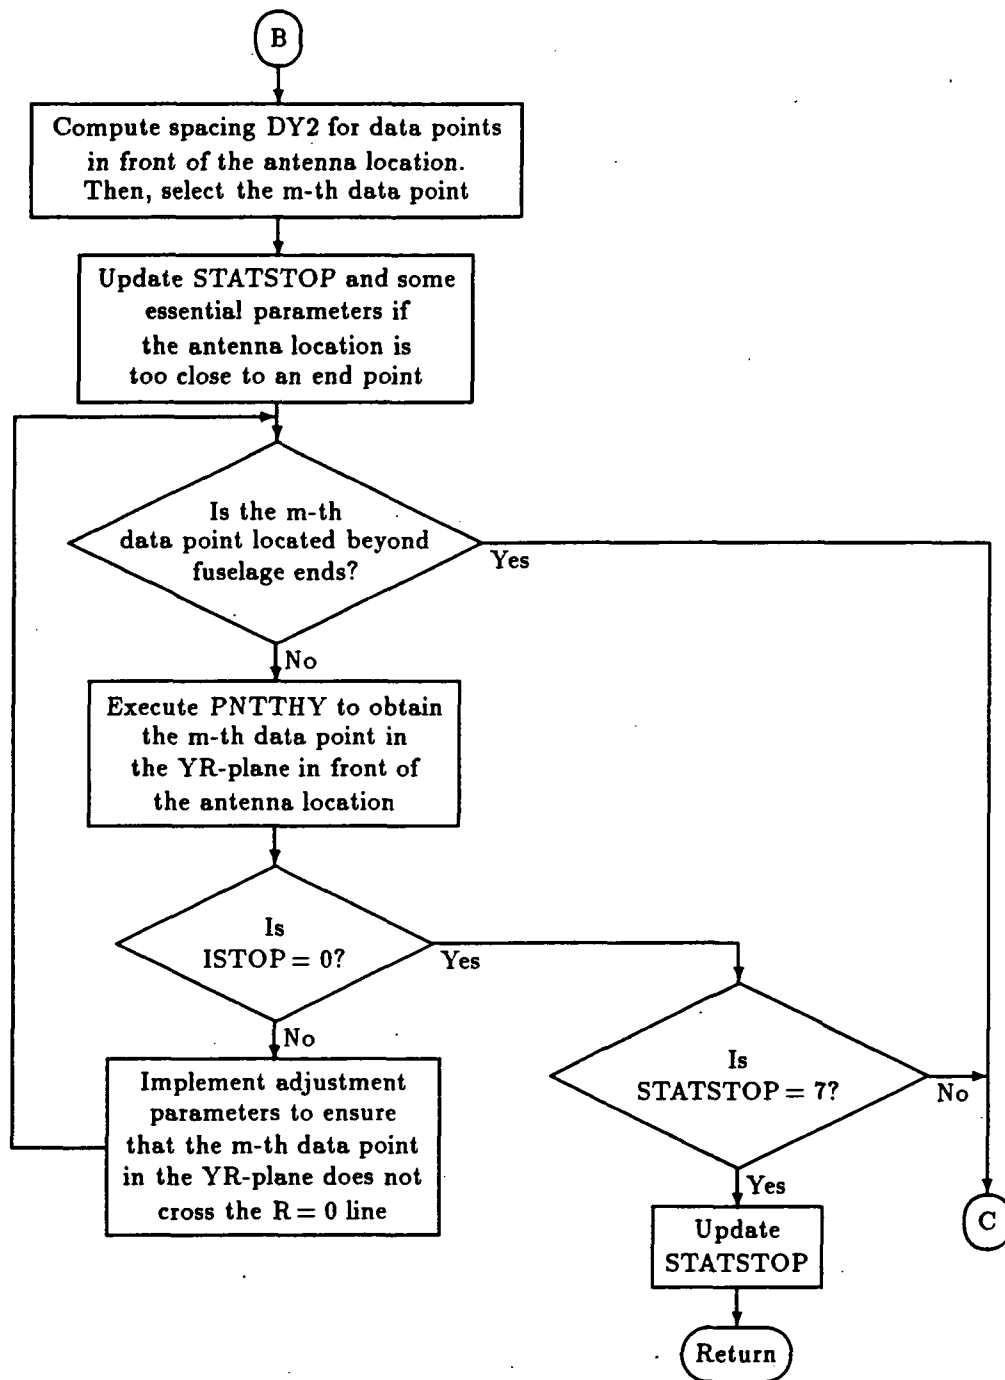 B
Compute spacing DY2 for data points
in front of the antenna location.
Then, select the m-th data point
Update STATSTOP and some
essential parameters if
the antenna location is
too close to an end point
Is the m-th
data point located beyond
fuselage ends?
Yes
No
Execute PNTTHY to obtain
the m-th data point in
the YR-plane in front of
the antenna location
Is
ISTOP = 0?
Yes
No
Implement adjustment
parameters to ensure
that the m-th data point
in the YR-plane does not
cross the R = 0 line
Is
STATSTOP = 7?
No
Yes
Update
STATSTOP
C
Return